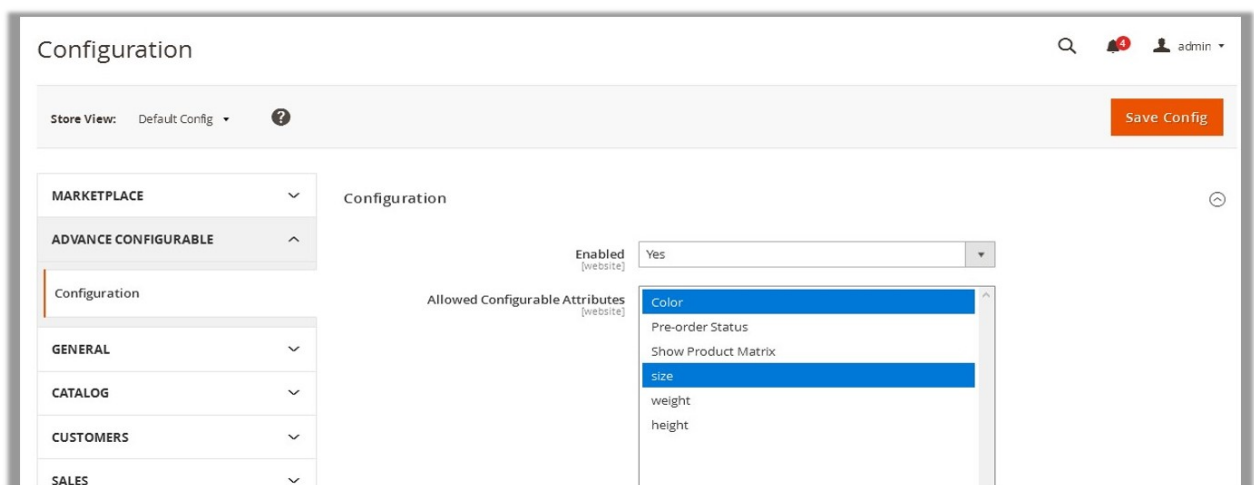 Configuration
4
admin
Store View: Default Config ?
Save Config
MARKETPLACE
ADVANCE CONFIGURABLE
Configuration
GENERAL
CATALOG
CUSTOMERS
SALES
Configuration
Enabled
[website]
Yes
Allowed Configurable Attributes
[website]
Color
Pre-order Status
Show Product Matrix
size
weight
height